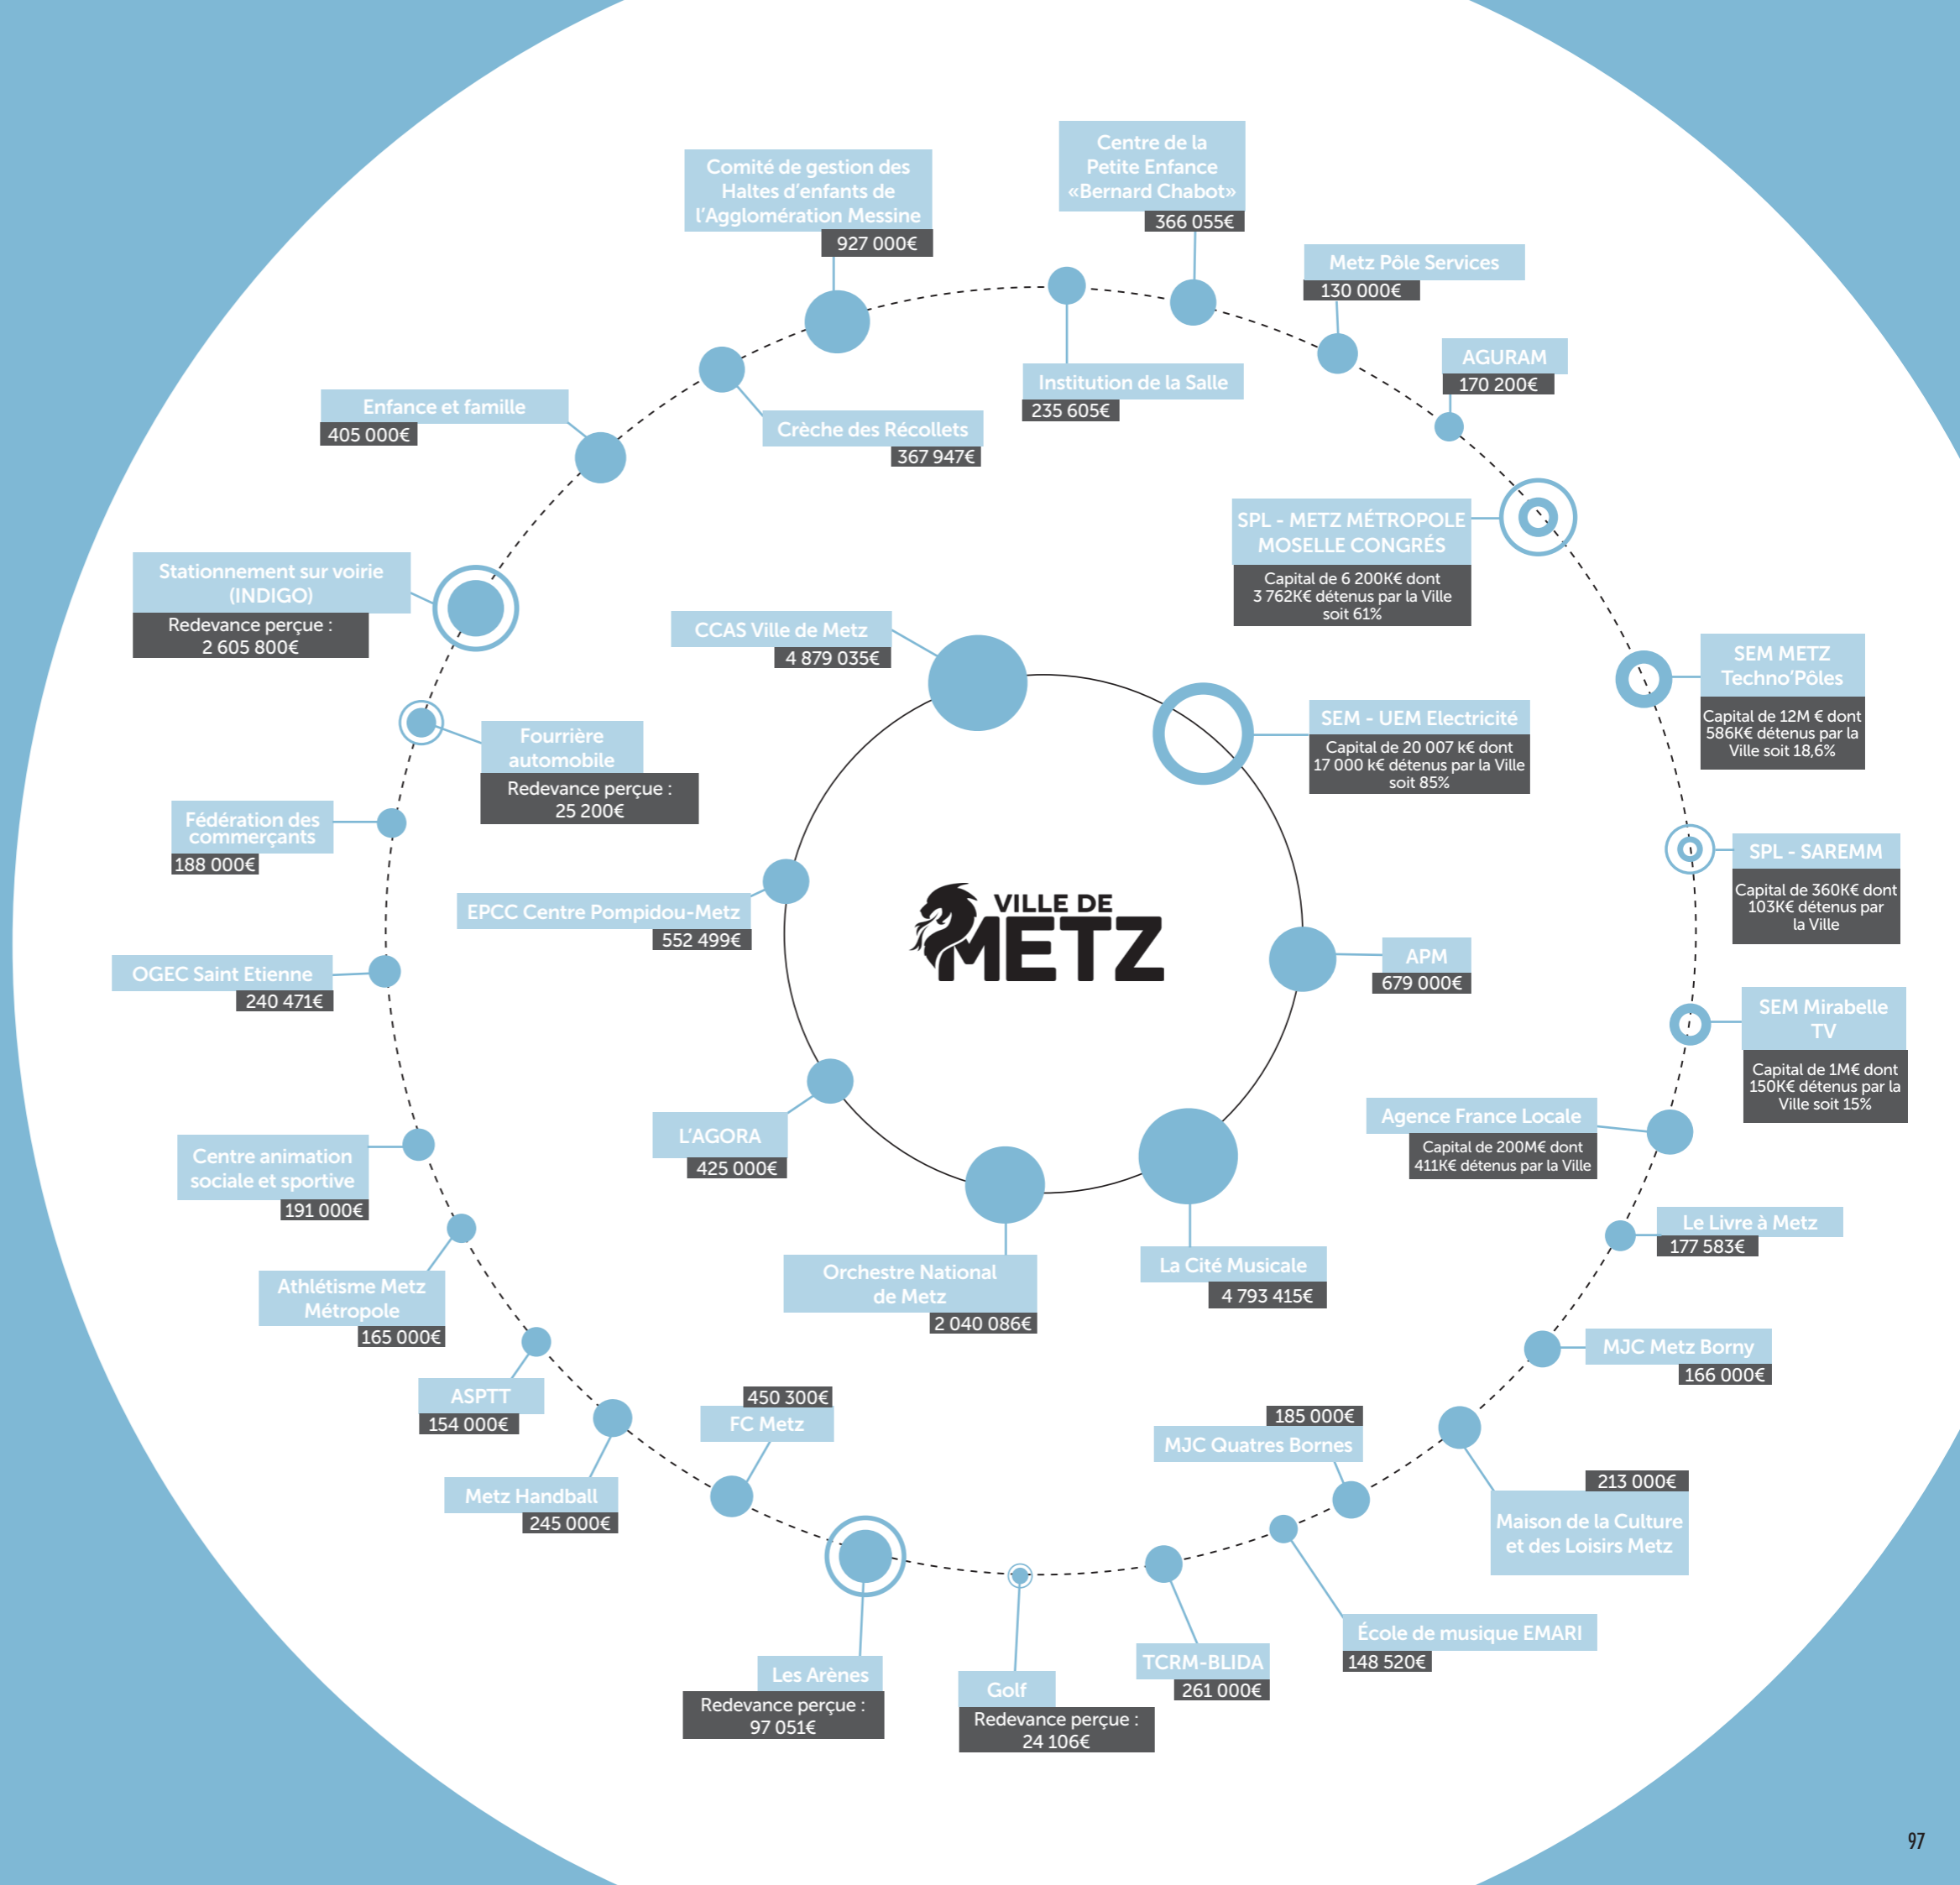 Centre de la
Petite Enfance
«Bernard Chabot»
366 055€
Comité de gestion des
Haltes d'enfants de
l'Agglomération Messine
927 000€
Metz Pôle Services
130 000€
AGURAM
170 200€
Institution de la Salle
235 605€
Enfance et famille
405 000€
Crèche des Récollets
367 947€
SPL - METZ MÉTROPOLE
MOSELLE CONGRÉS
Capital de 6 200K€ dont
3 762K€ détenus par la Ville
soit 61%
Stationnement sur voirie
(INDIGO)
Redevance perçue :
2 605 800€
CCAS Ville de Metz
4 879 035€
SEM METZ
Techno'Pôles
Capital de 12M € dont
586K€ détenus par la
Ville soit 18,6%
SEM - UEM Electricité
Capital de 20 007 k€ dont
17 000 k€ détenus par la Ville
soit 85%
Fourrière
automobile
Redevance perçue :
25 200€
Fédération des
commerçants
188 000€
SPL - SAREMM
Capital de 360K€ dont
103K€ détenus par
la Ville
EPCC Centre Pompidou-Metz
552 499€
VILLE DE
METZ
APM
679 000€
OGEC Saint Etienne
240 471€
SEM Mirabelle
TV
Capital de 1M€ dont
150K€ détenus par la
Ville soit 15%
Agence France Locale
Capital de 200M€ dont
411K€ détenus par la Ville
L'AGORA
425 000€
Centre animation
sociale et sportive
191 000€
Le Livre à Metz
177 583€
Orchestre National
de Metz
2 040 086€
La Cité Musicale
4 793 415€
Athlétisme Metz
Métropole
165 000€
MJC Metz Borny
166 000€
ASPTT
154 000€
450 300€
FC Metz
185 000€
MJC Quatres Bornes
213 000€
Maison de la Culture
et des Loisirs Metz
Metz Handball
245 000€
École de musique EMARI
148 520€
TCRM-BLIDA
261 000€
Les Arènes
Redevance perçue :
97 051€
Golf
Redevance perçue :
24 106€
97